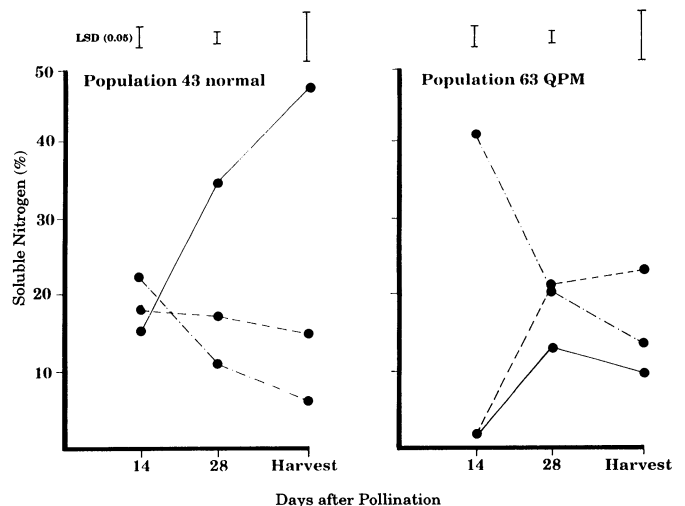 LSD (0.05)
Population 43 normal
Population 63 QPM
50
40
30
20
10
Soluble Nitrogen (%)
14 28 Harvest
14 28 Harvest
Days after Pollination